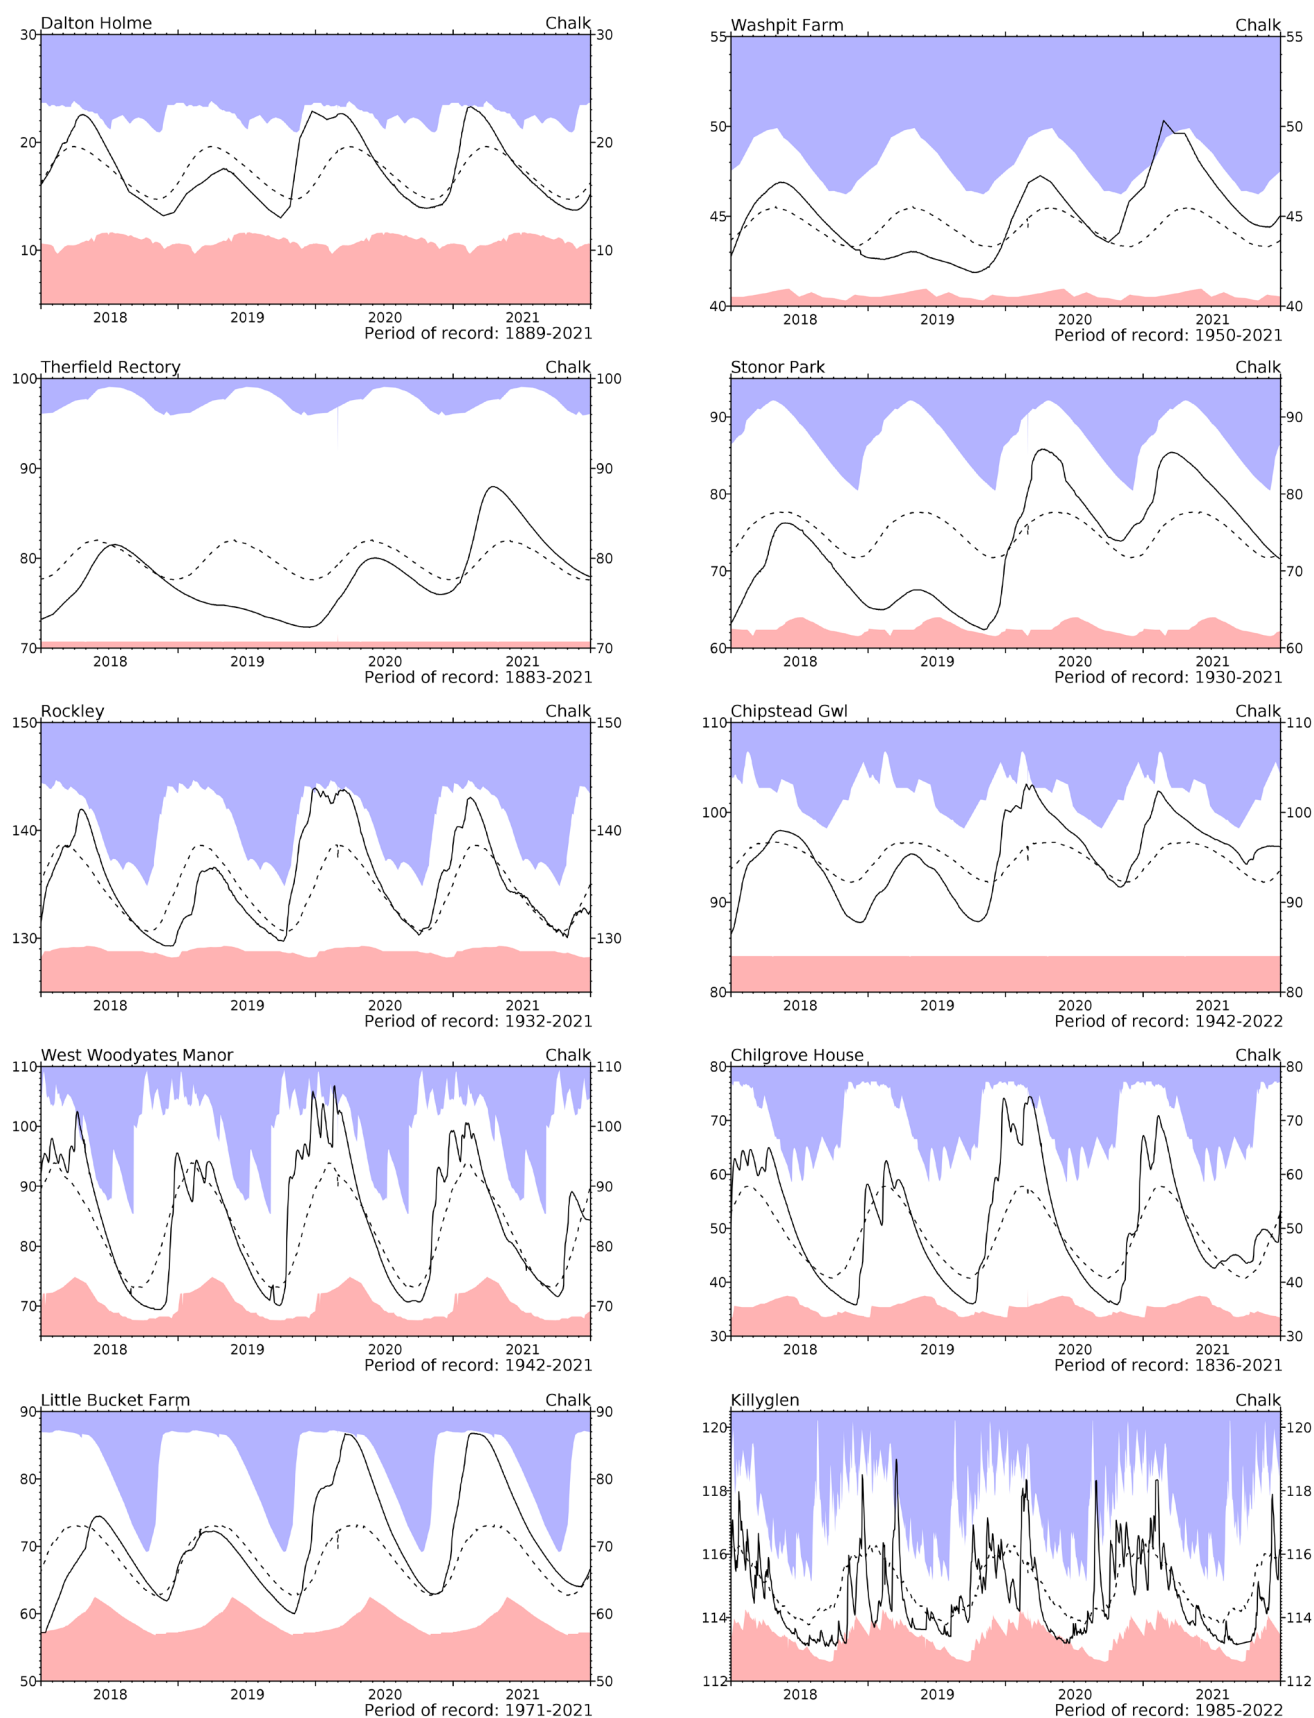 Dalton Holme Chalk
30 30
20 20
10 10
2018 2019 2020 2021
Period of record: 1889-2021
Washpit Farm Chalk
55 55
50 50
45 45
40 40
2018 2019 2020 2021
Period of record: 1950-2021
Therfield Rectory Chalk
100 100
90 90
80 80
70 70
2018 2019 2020 2021
Period of record: 1883-2021
Stonor Park Chalk
90 90
80 80
70 70
60 60
2018 2019 2020 2021
Period of record: 1930-2021
Rockley Chalk
150 150
140 140
130 130
2018 2019 2020 2021
Period of record: 1932-2021
Chipstead Gwl Chalk
110 110
100 100
90 90
80 80
2018 2019 2020 2021
Period of record: 1942-2022
West Woodyates Manor Chalk
110 110
100 100
90 90
80 80
70 70
2018 2019 2020 2021
Period of record: 1942-2021
Chilgrove House Chalk
80 80
70 70
60 60
50 50
40 40
30 30
2018 2019 2020 2021
Period of record: 1836-2021
Little Bucket Farm Chalk
90 90
80 80
70 70
60 60
50 50
2018 2019 2020 2021
Period of record: 1971-2021
Killyglen Chalk
120 120
118 118
116 116
114 114
112 112
2018 2019 2020 2021
Period of record: 1985-2022